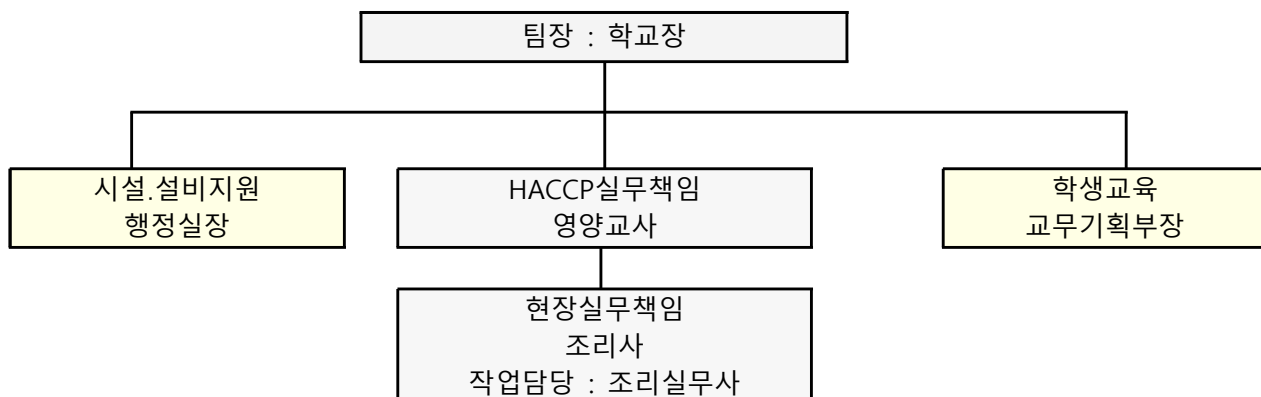 팀장 : 학교장
시설.설비지원
행정실장
HACCP실무책임
영양교사
학생교육
교무기획부장
현장실무책임
조리사
작업담당 : 조리실무사